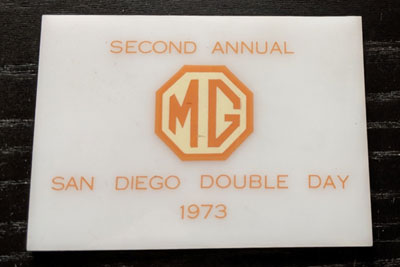 SECOND ANNUAL
MG
SAN DIEGO DOUBLE DAY
1973